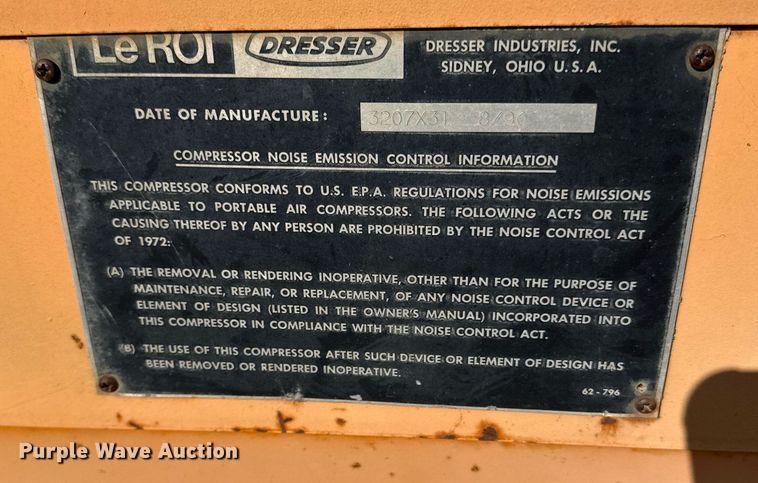 Le ROI DRESSER
DRESSER INDUSTRIES, INC.
SIDNEY, OHIO U.S.A.
DATE OF MANUFACTURE: 3207X31 8/90
COMPRESSOR NOISE EMISSION CONTROL INFORMATION
THIS COMPRESSOR CONFORMS TO U.S. E.P.A. REGULATIONS FOR NOISE EMISSIONS
APPLICABLE TO PORTABLE AIR COMPRESSORS. THE FOLLOWING ACTS OR THE
CAUSING THEREOF BY ANY PERSON ARE PROHIBITED BY THE NOISE CONTROL ACT
OF 1972:
(A) THE REMOVAL OR RENDERING INOPERATIVE, OTHER THAN FOR THE PURPOSE OF
MAINTENANCE, REPAIR, OR REPLACEMENT, OF ANY NOISE CONTROL DEVICE OR
ELEMENT OF DESIGN (LISTED IN THE OWNER'S MANUAL) INCORPORATED INTO
THIS COMPRESSOR IN COMPLIANCE WITH THE NOISE CONTROL ACT.
(B) THE USE OF THIS COMPRESSOR AFTER SUCH DEVICE OR ELEMENT OF DESIGN HAS
BEEN REMOVED OR RENDERED INOPERATIVE.
62-796
Purple Wave Auction